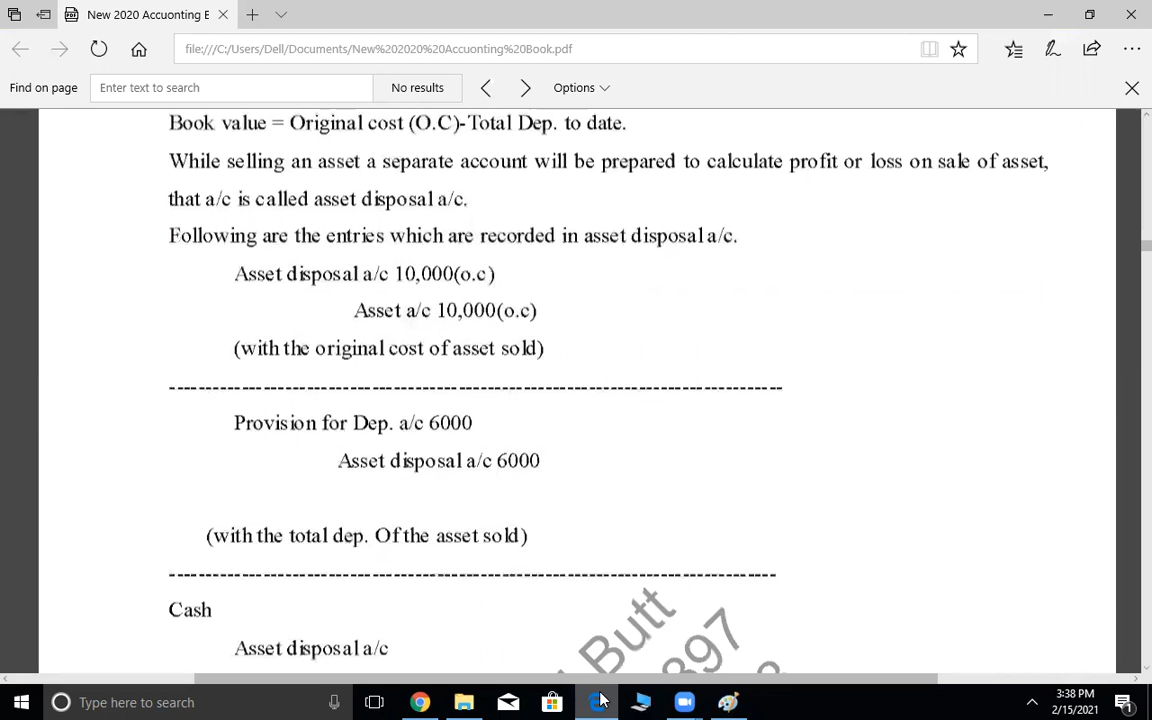 New 2020 Accuonting E
file:///C:/Users/Dell/Documents/New%202020%20Accuonting%20Book.pdf
Find on page
Enter text to search
No results
Options
Book value = Original cost (O.C)-Total Dep. to date.
While selling an asset a separate account will be prepared to calculate profit or loss on sale of asset,
that a/c is called asset disposal a/c.
Following are the entries which are recorded in asset disposal a/c.
Asset disposal a/c 10,000(o.c)
Asset a/c 10,000(o.c)
(with the original cost of asset sold)
Provision for Dep. a/c 6000
Asset disposal a/c 6000
(with the total dep. Of the asset sold)
Cash
Asset disposal a/c
Butt
897
Type here to search
3:38 PM
2/15/2021
1